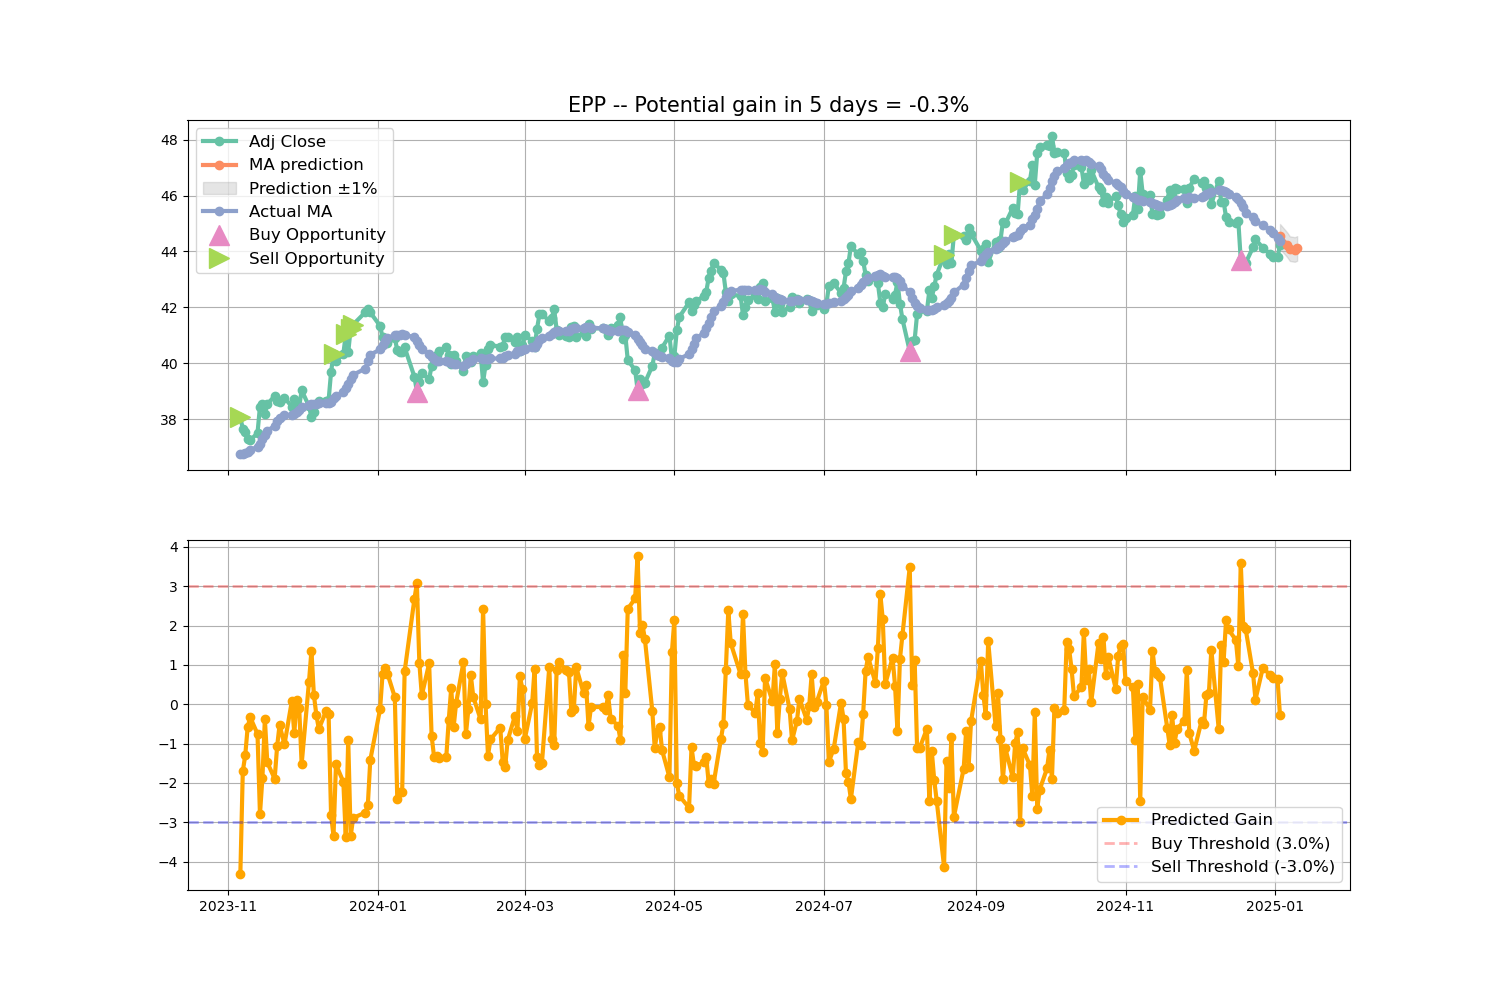 EPP -- Potential gain in 5 days = -0.3%
48
46
44
42
40
38
Adj Close
MA prediction
Prediction ±1%
Actual MA
Buy Opportunity
Sell Opportunity
4
3
2
1
0
−1
−2
−3
−4
Predicted Gain
Buy Threshold (3.0%)
Sell Threshold (-3.0%)
2023-11 2024-01 2024-03 2024-05 2024-07 2024-09 2024-11 2025-01